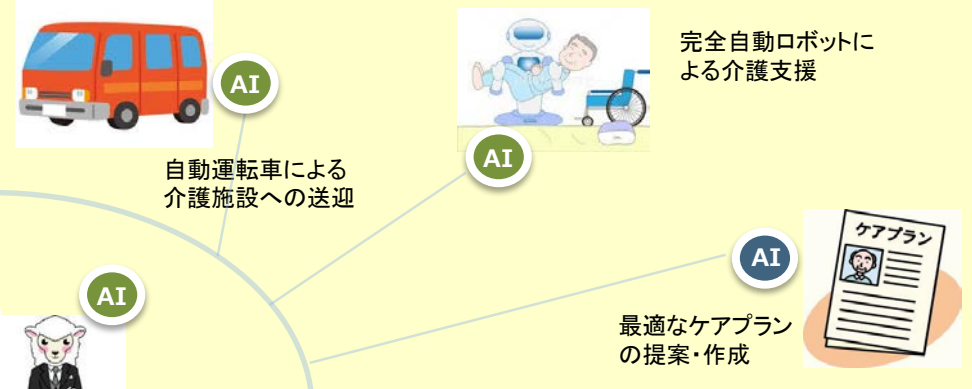 AI
完全自動ロボットに
よる介護支援
AI
自動運転車による
介護施設への送迎
ケアプラン
AI
AI
最適なケアプラン
の提案・作成